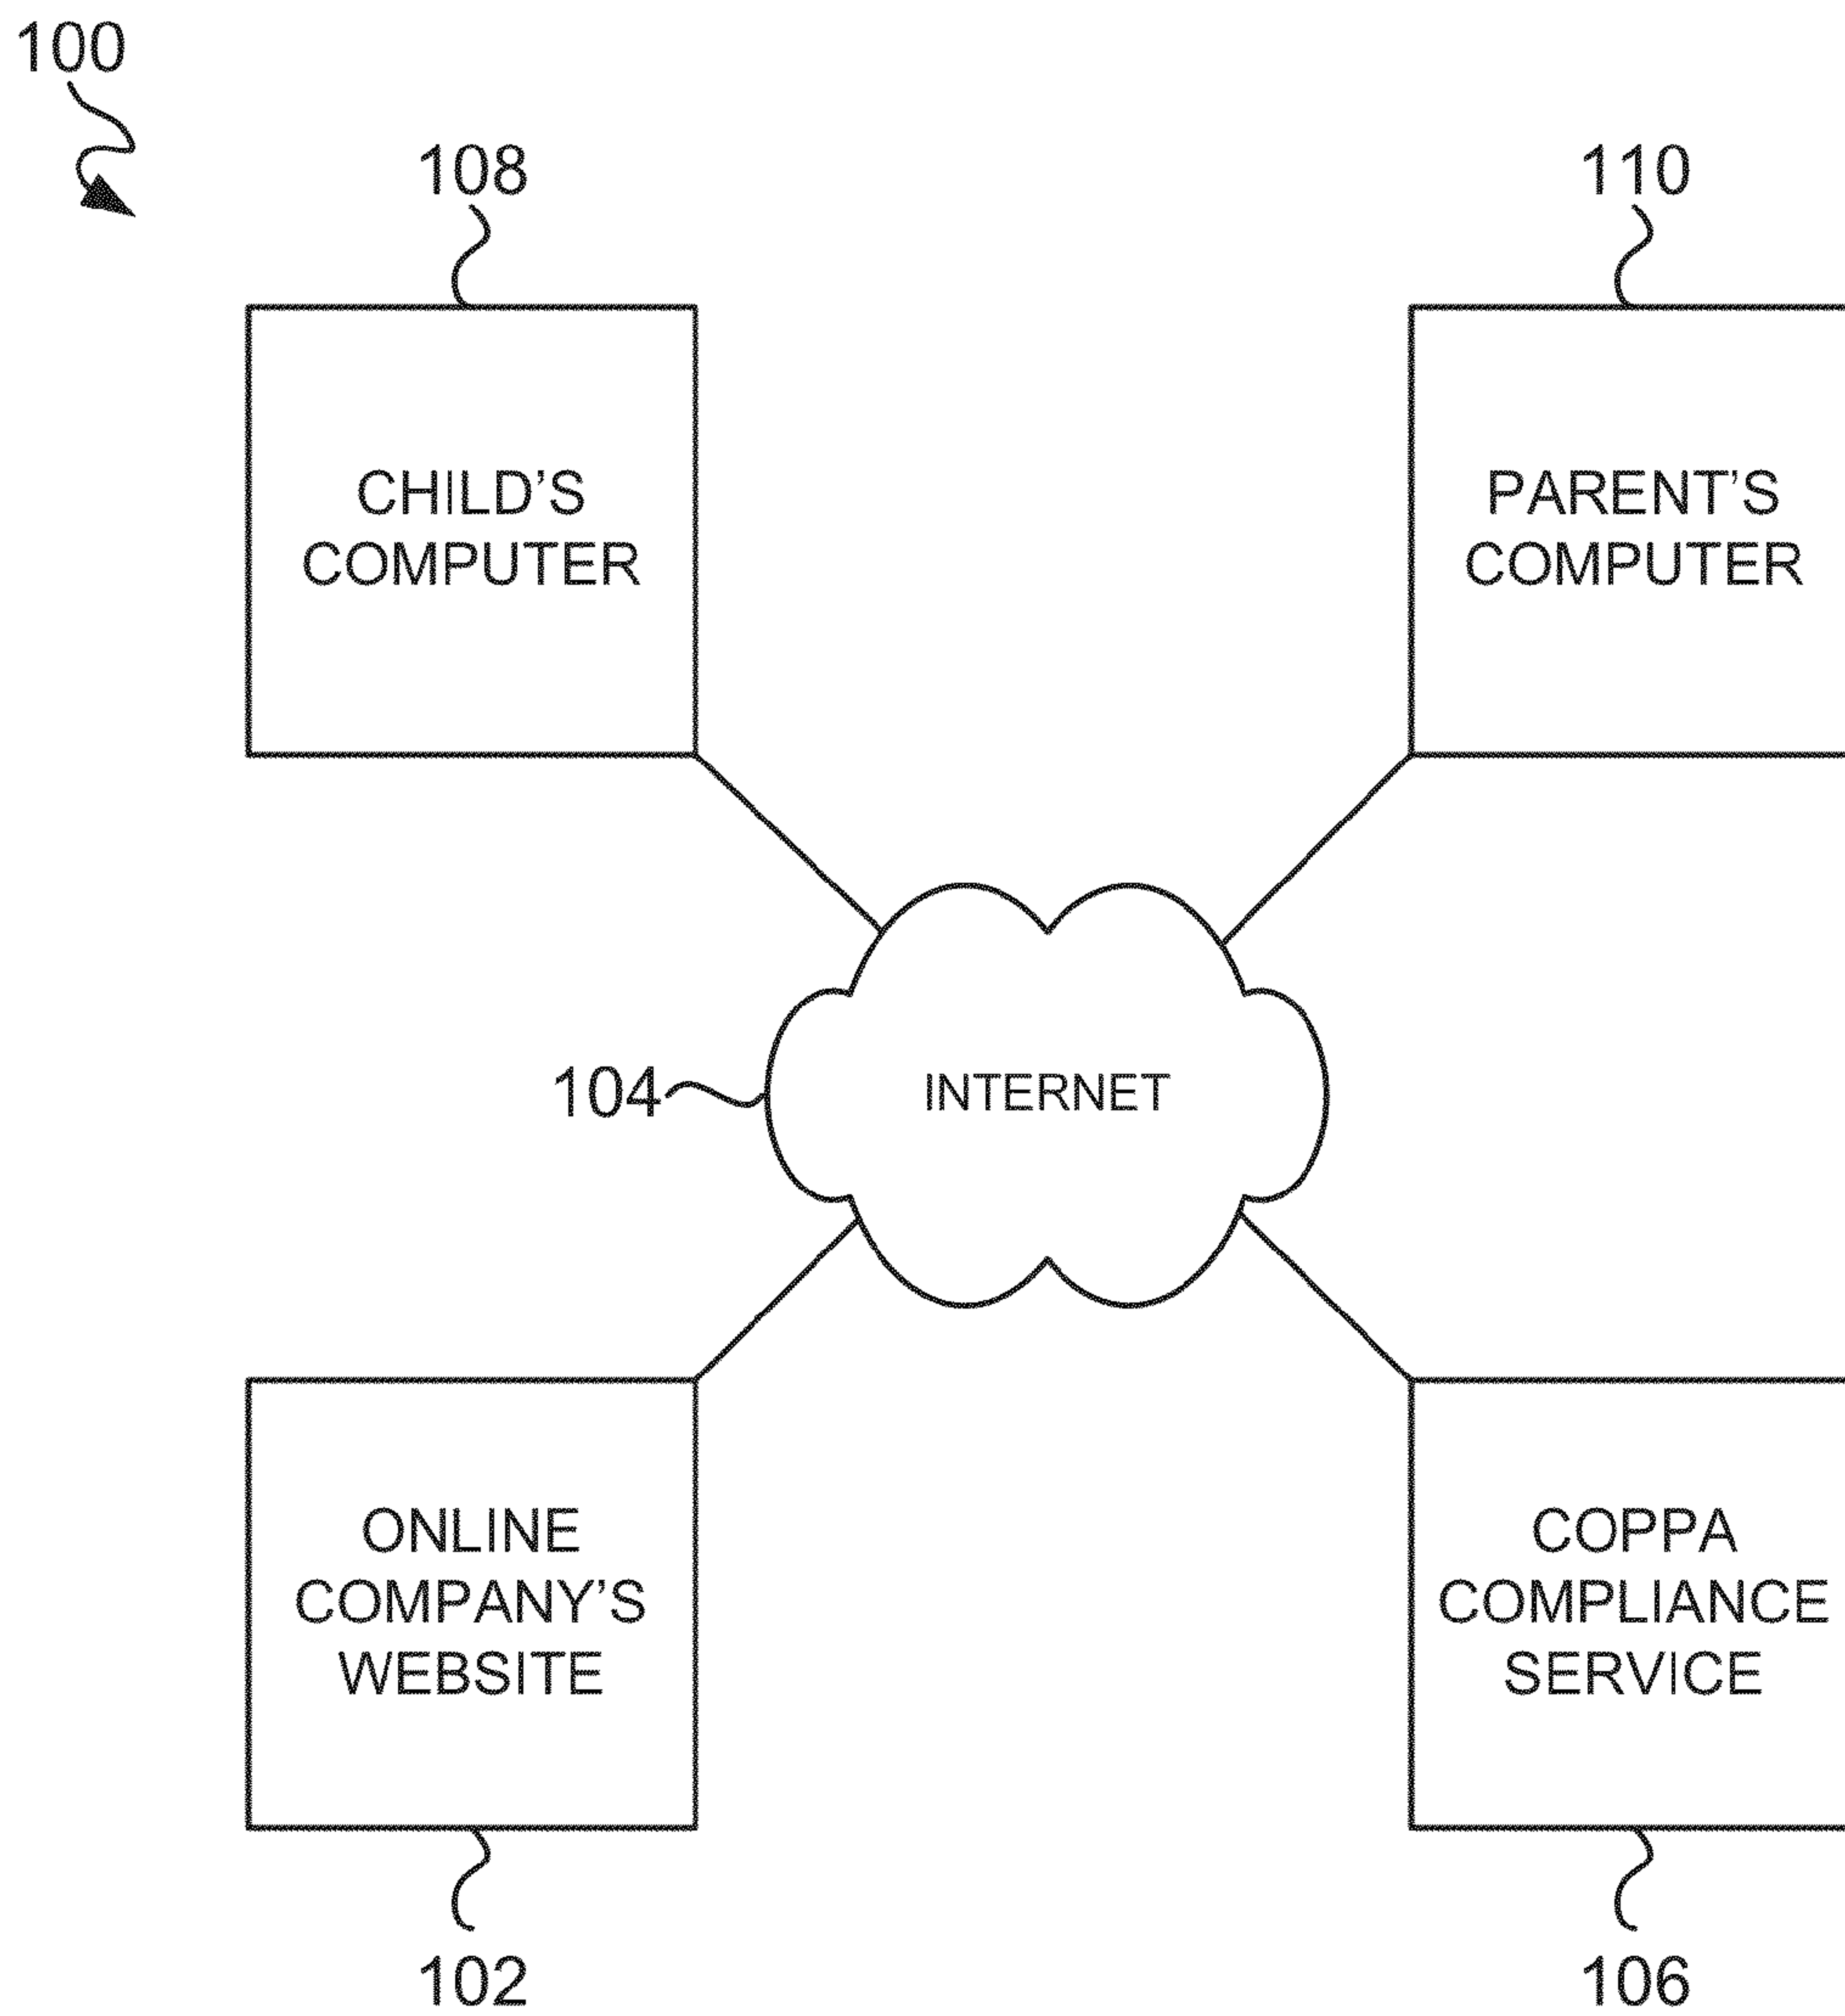 100
108
110
CHILD'S
COMPUTER
PARENT'S
COMPUTER
104
INTERNET
ONLINE
COMPANY'S
WEBSITE
COPPA
COMPLIANCE
SERVICE
102
106